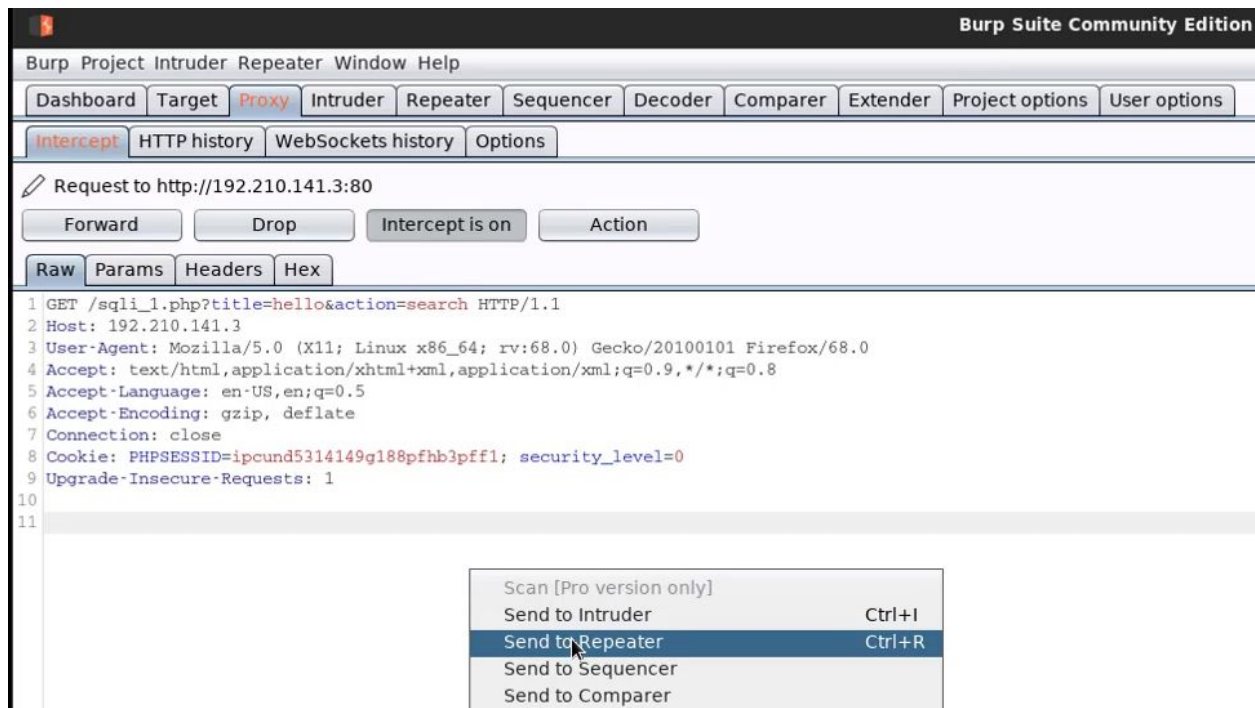 Burp Suite Community Edition
Burp Project Intruder Repeater Window Help
Dashboard Target Proxy Intruder Repeater Sequencer Decoder Comparer Extender Project options User options
Intercept HTTP history WebSockets history Options
Request to http://192.210.141.3:80
Forward Drop Intercept is on Action
Raw Params Headers Hex
1 GET /sqli_1.php?title=hello&action=search HTTP/1.1
2 Host: 192.210.141.3
3 User-Agent: Mozilla/5.0 (X11; Linux x86_64; rv:68.0) Gecko/20100101 Firefox/68.0
4 Accept: text/html,application/xhtml+xml,application/xml;q=0.9,*/*;q=0.8
5 Accept-Language: en-US,en;q=0.5
6 Accept-Encoding: gzip, deflate
7 Connection: close
8 Cookie: PHPSESSID=ipcund5314149g188pfhb3pff1; security_level=0
9 Upgrade-Insecure-Requests: 1
10
11
Scan [Pro version only]
Send to Intruder Ctrl+I
Send to Repeater Ctrl+R
Send to Sequencer
Send to Comparer